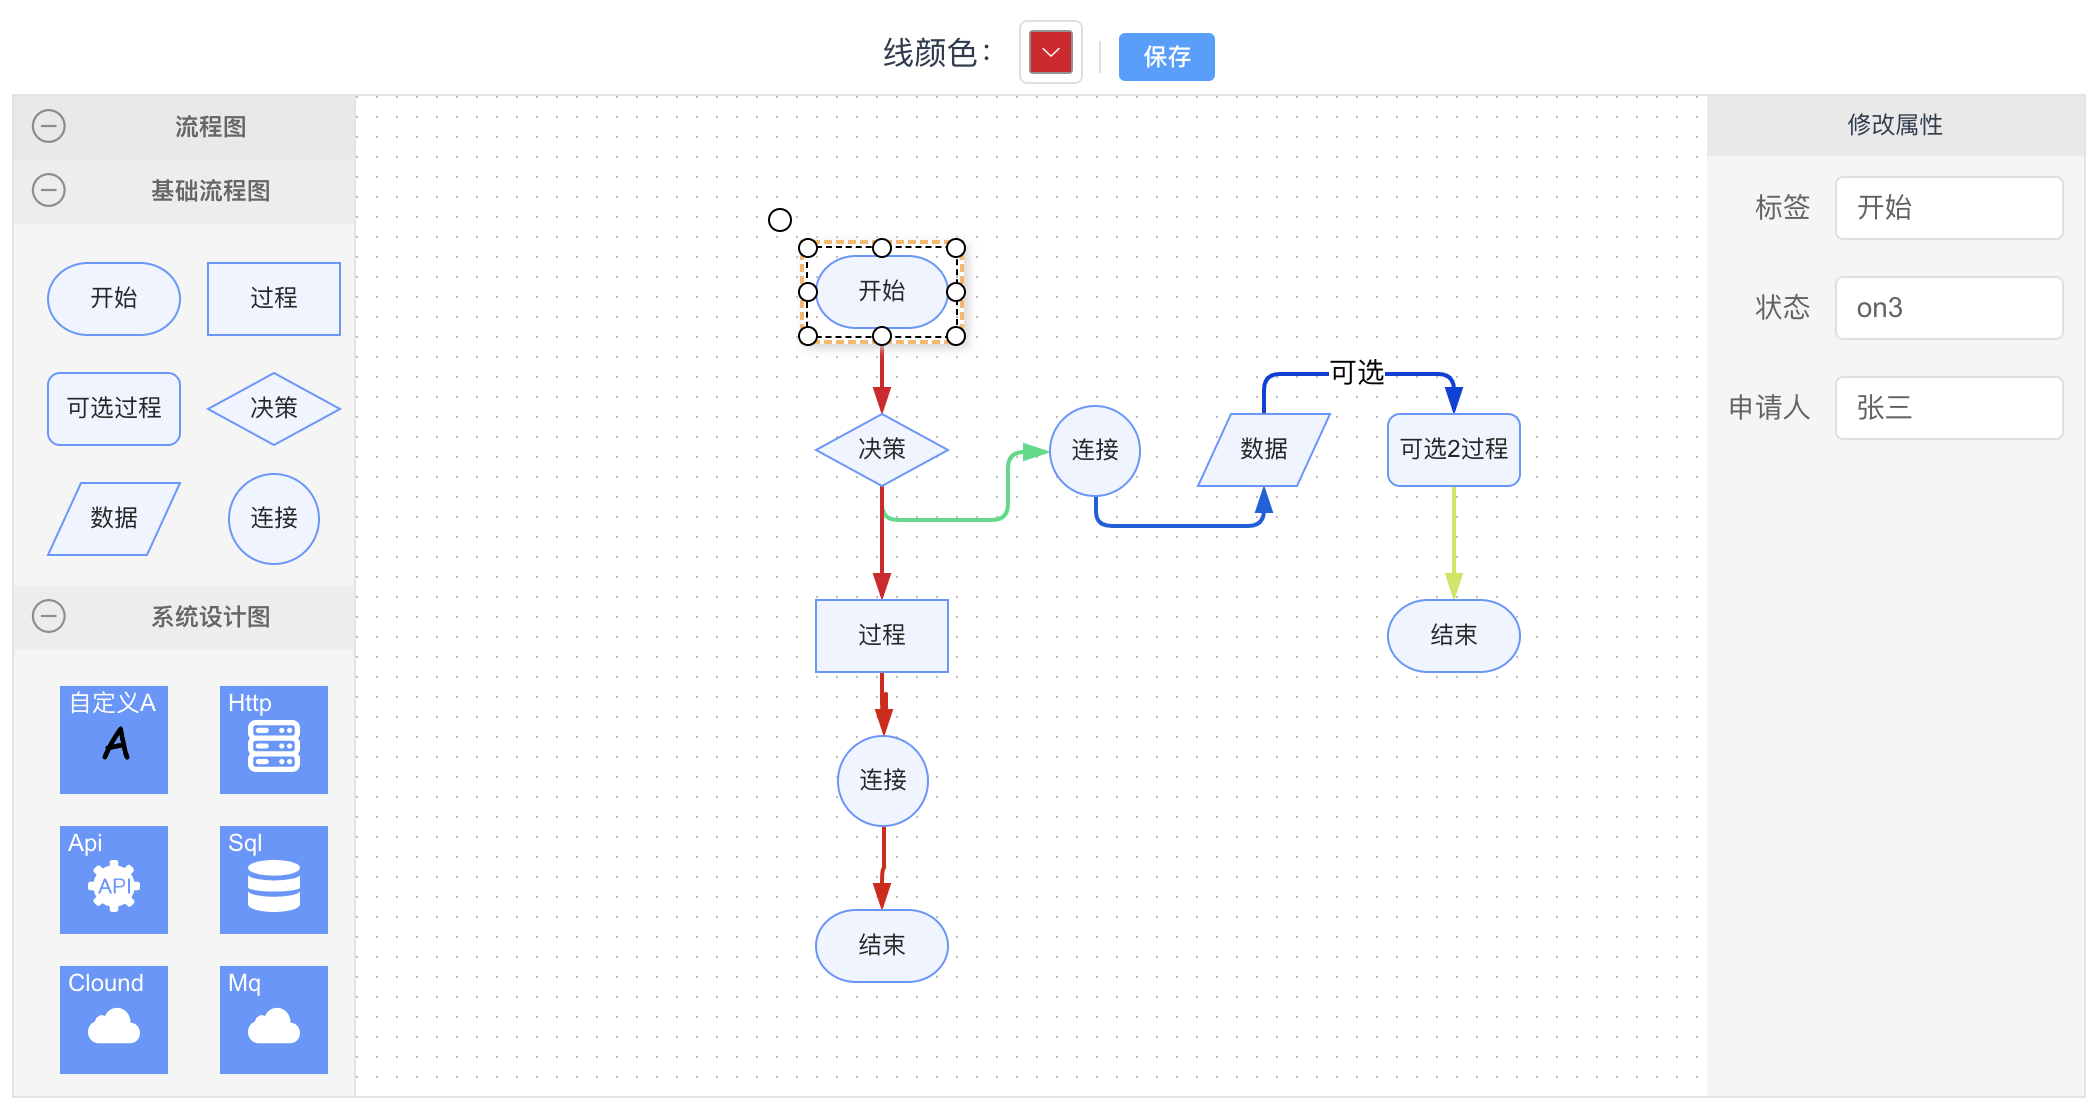 线颜色：
保存
流程图
基础流程图
开始
过程
可选过程
决策
数据
连接
系统设计图
自定义A
A
Http
Api
API
Sql
Clound
Mq
开始
决策
连接
数据
可选
可选2过程
过程
结束
连接
结束
修改属性
标签
开始
状态
on3
申请人
张三